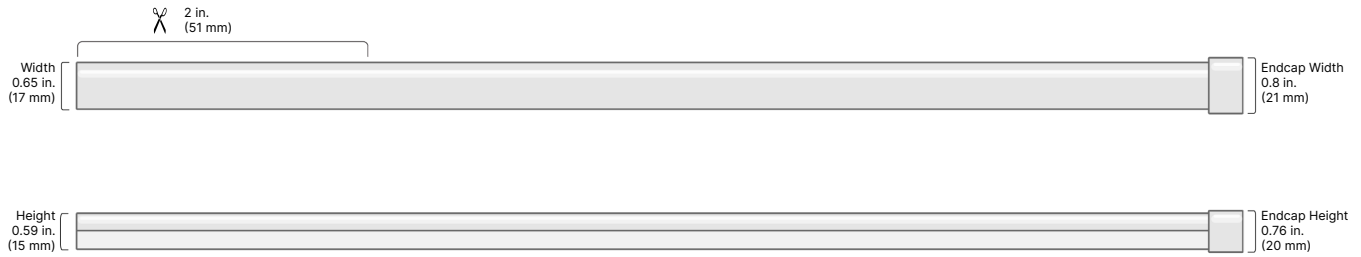 2 in.
(51 mm)
Width
0.65 in.
(17 mm)
Endcap Width
0.8 in.
(21 mm)
Height
0.59 in.
(15 mm)
Endcap Height
0.76 in.
(20 mm)